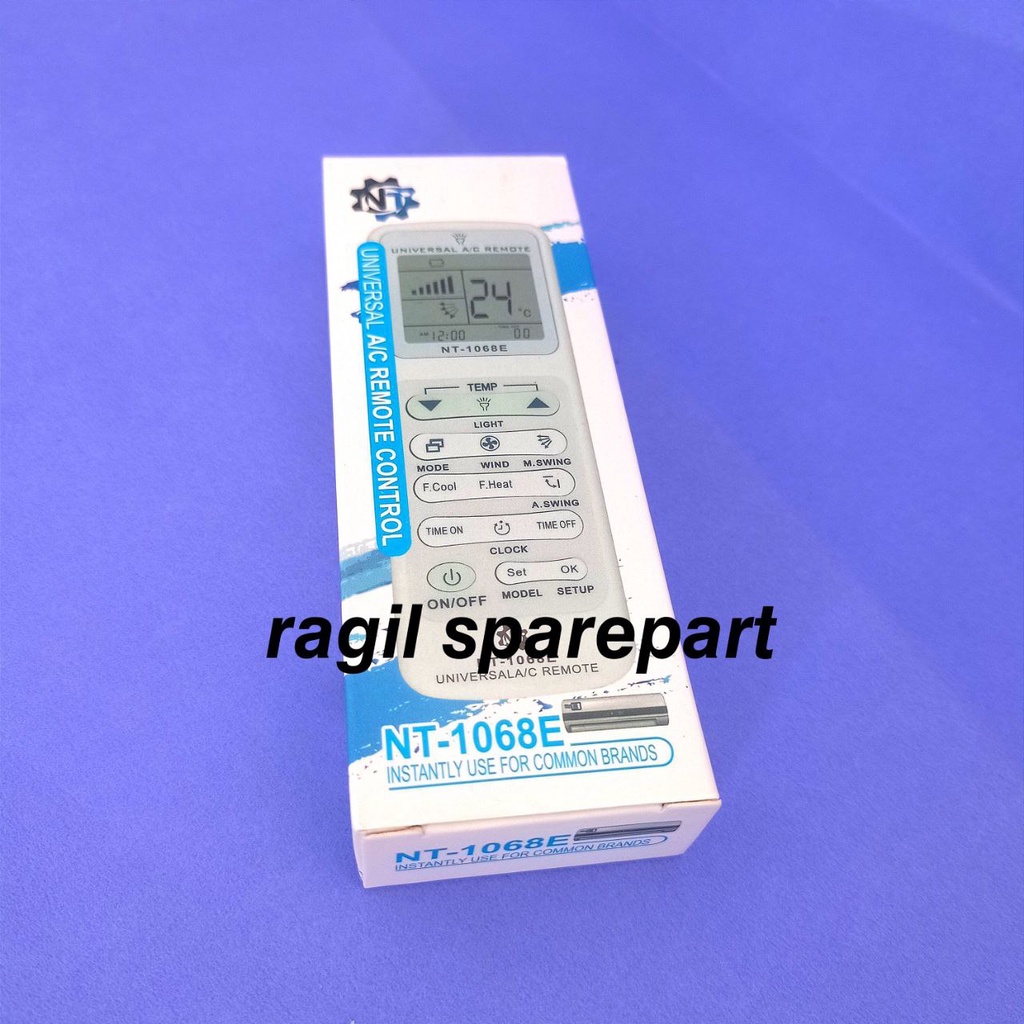 NT
UNIVERSAL A/C REMOTE CONTROL
UNIVERSAL A/C REMOTE
24 °C
12:00 00
NT-1068E
TEMP
LIGHT
MODE WIND M.SWING
F.Cool F.Heat
A.SWING
TIME ON TIME OFF
CLOCK
Set OK
MODEL SETUP
ON/OFF
ragil sparepart
UNIVERSALA/C REMOTE
NT-1068E
INSTANTLY USE FOR COMMON BRANDS
NT-1068E
INSTANTLY USE FOR COMMON BRANDS